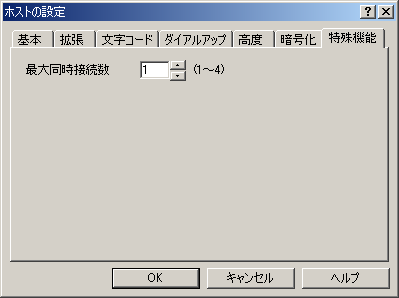 ホストの設定
基本 拡張 文字コード ダイアルアップ 高度 暗号化 特殊機能
最大同時接続数 1 (1～4)
OK キャンセル ヘルプ